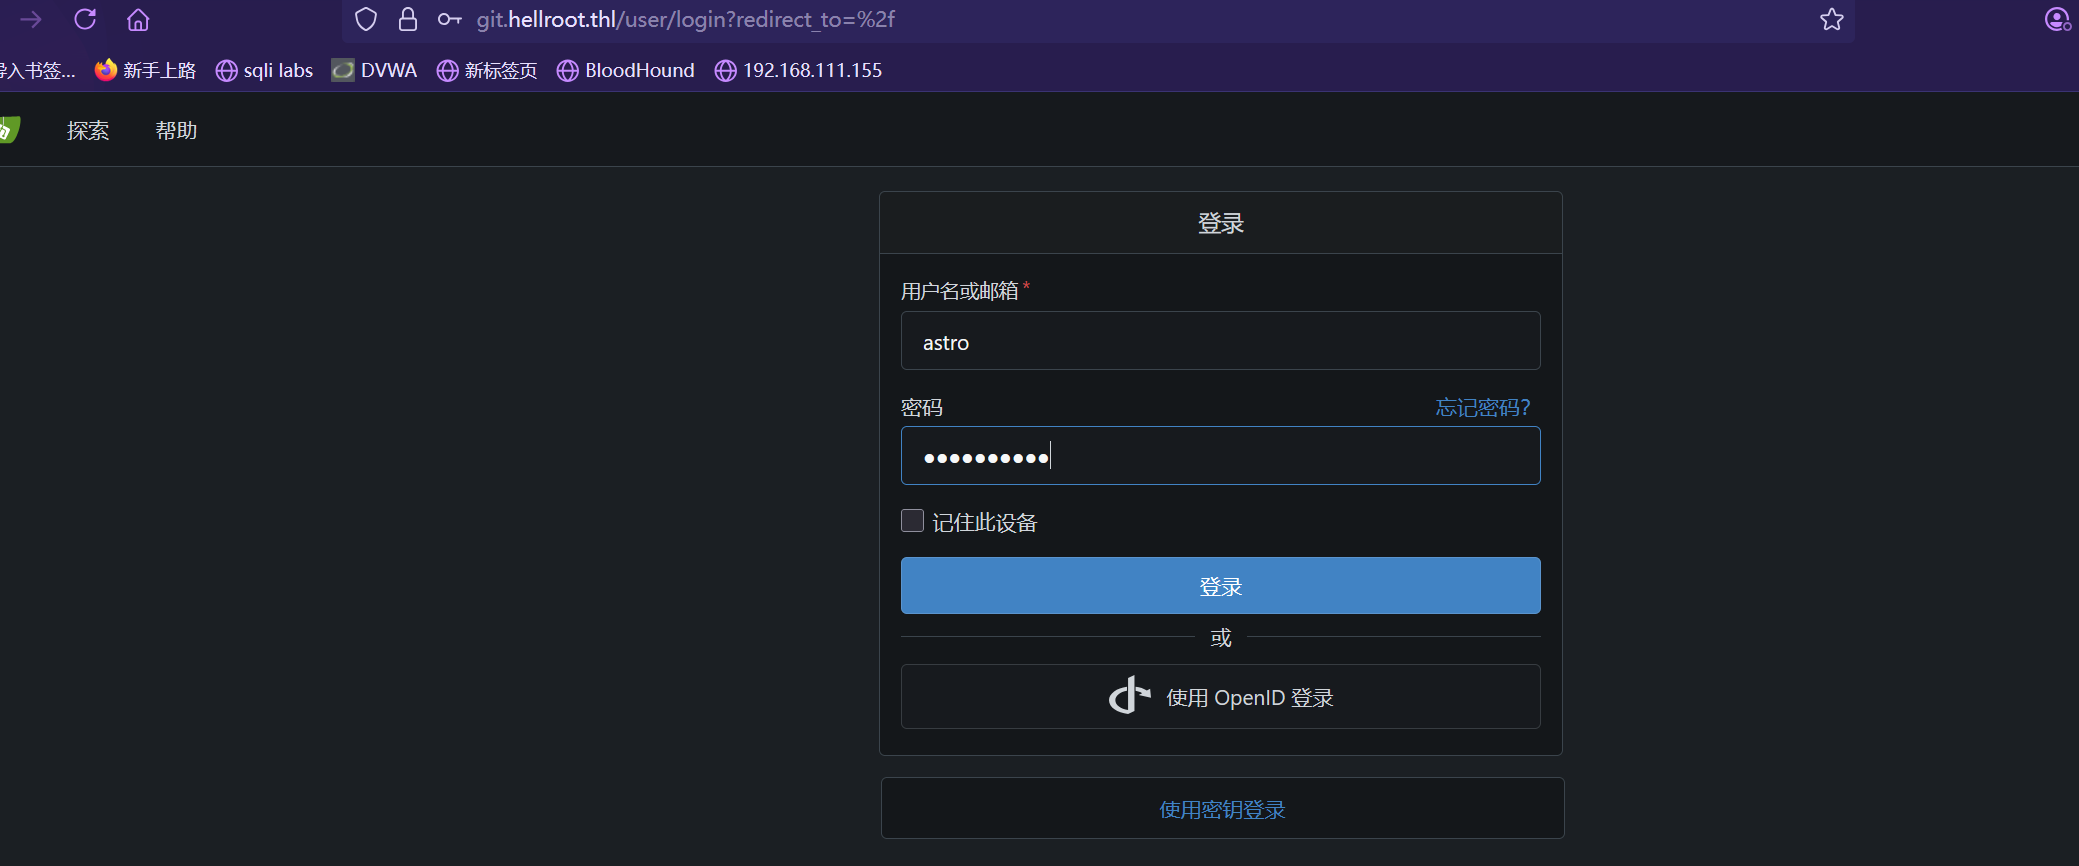 git.hellroot.thl/user/login?redirect_to=%2f
导入书签... 新手上路 sqli labs DVWA 新标签页 BloodHound 192.168.111.155
探索 帮助
登录
用户名或邮箱 *
astro
密码 忘记密码?
记住此设备
登录
或
使用 OpenID 登录
使用密钥登录